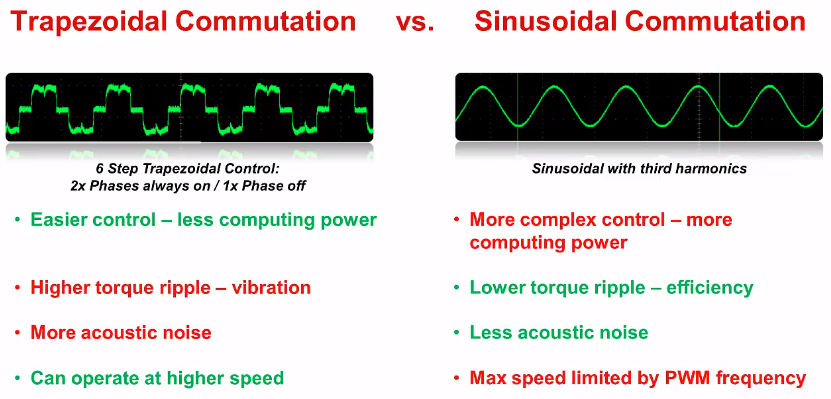 Trapezoidal Commutation vs. Sinusoidal Commutation
6 Step Trapezoidal Control:
2x Phases always on / 1x Phase off
Sinusoidal with third harmonics
• Easier control – less computing power
• More complex control – more
computing power
• Higher torque ripple – vibration
• Lower torque ripple – efficiency
• More acoustic noise
• Less acoustic noise
• Can operate at higher speed
• Max speed limited by PWM frequency